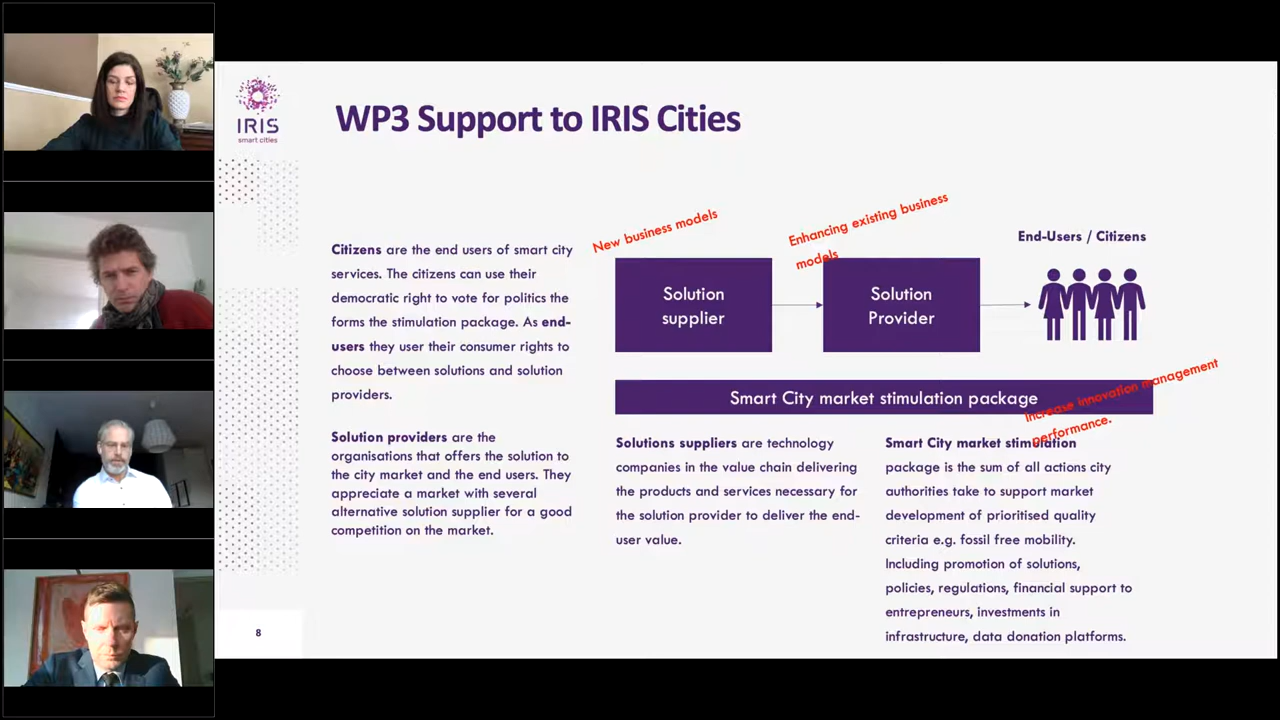 IRIS
smart cities
WP3 Support to IRIS Cities
Citizens are the end users of smart city
services. The citizens can use their
democratic right to vote for politics the
forms the stimulation package. As end-
users they user their consumer rights to
choose between solutions and solution
providers.
Solution providers are the
organisations that offers the solution to
the city market and the end users. They
appreciate a market with several
alternative solution supplier for a good
competition on the market.
New business models
Enhancing existing business
models
End-Users / Citizens
Solution
supplier
Solution
Provider
Smart City market stimulation package
Increase innovation management
performance.
Solutions suppliers are technology
companies in the value chain delivering
the products and services necessary for
the solution provider to deliver the end-
user value.
Smart City market stimulation
package is the sum of all actions city
authorities take to support market
development of prioritised quality
criteria e.g. fossil free mobility.
Including promotion of solutions,
policies, regulations, financial support to
entrepreneurs, investments in
infrastructure, data donation platforms.
8